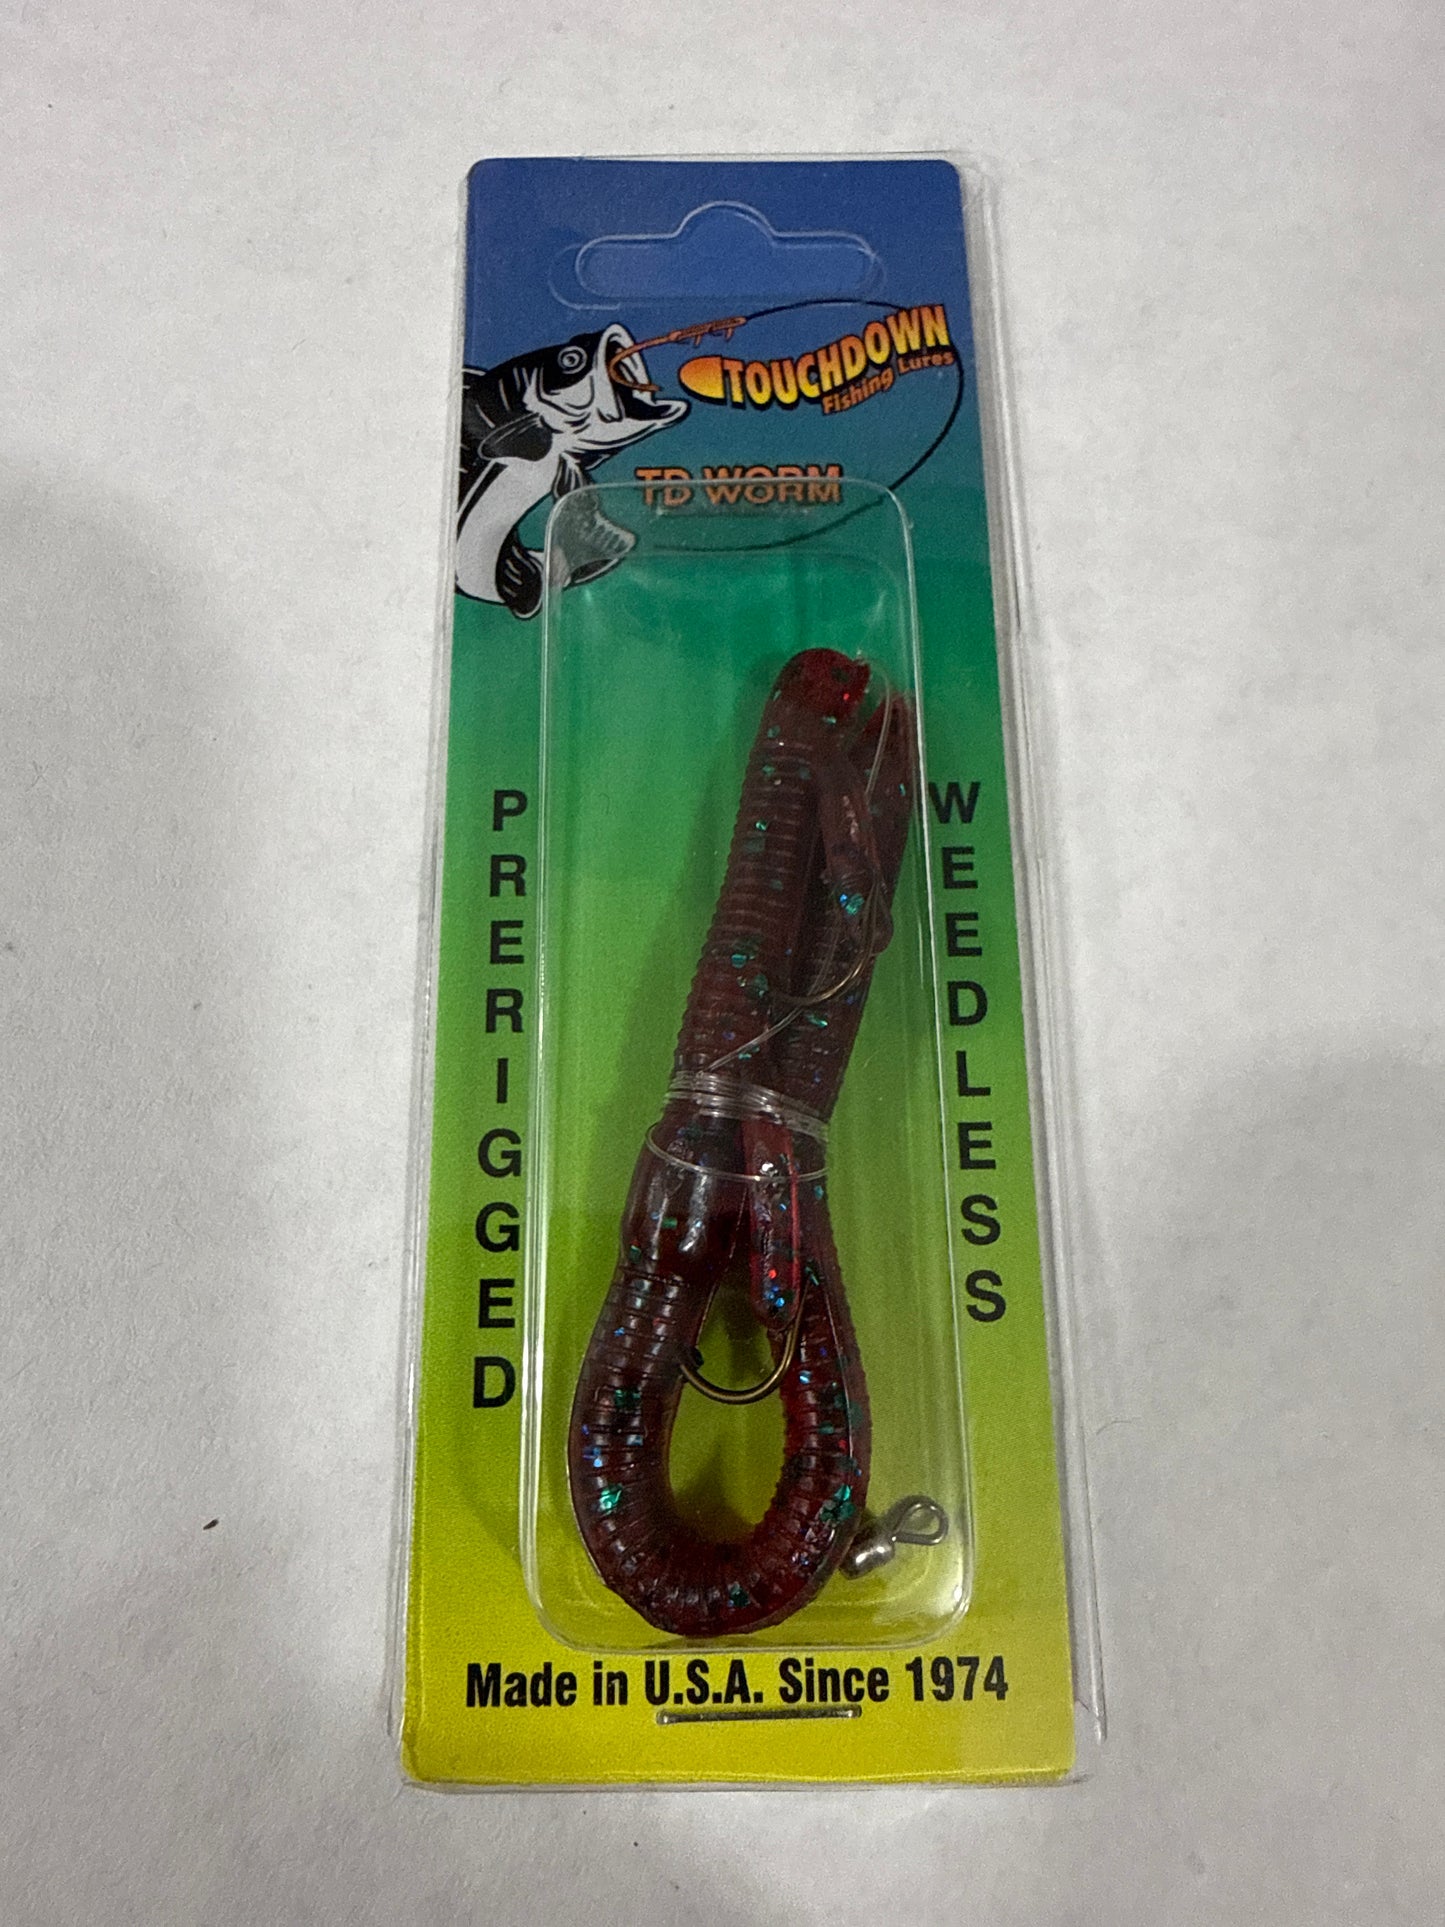 TOUCHDOWN
Fishing Lures
TD WORM
PRERIGGED
WEEDLESS
Made in U.S.A. Since 1974